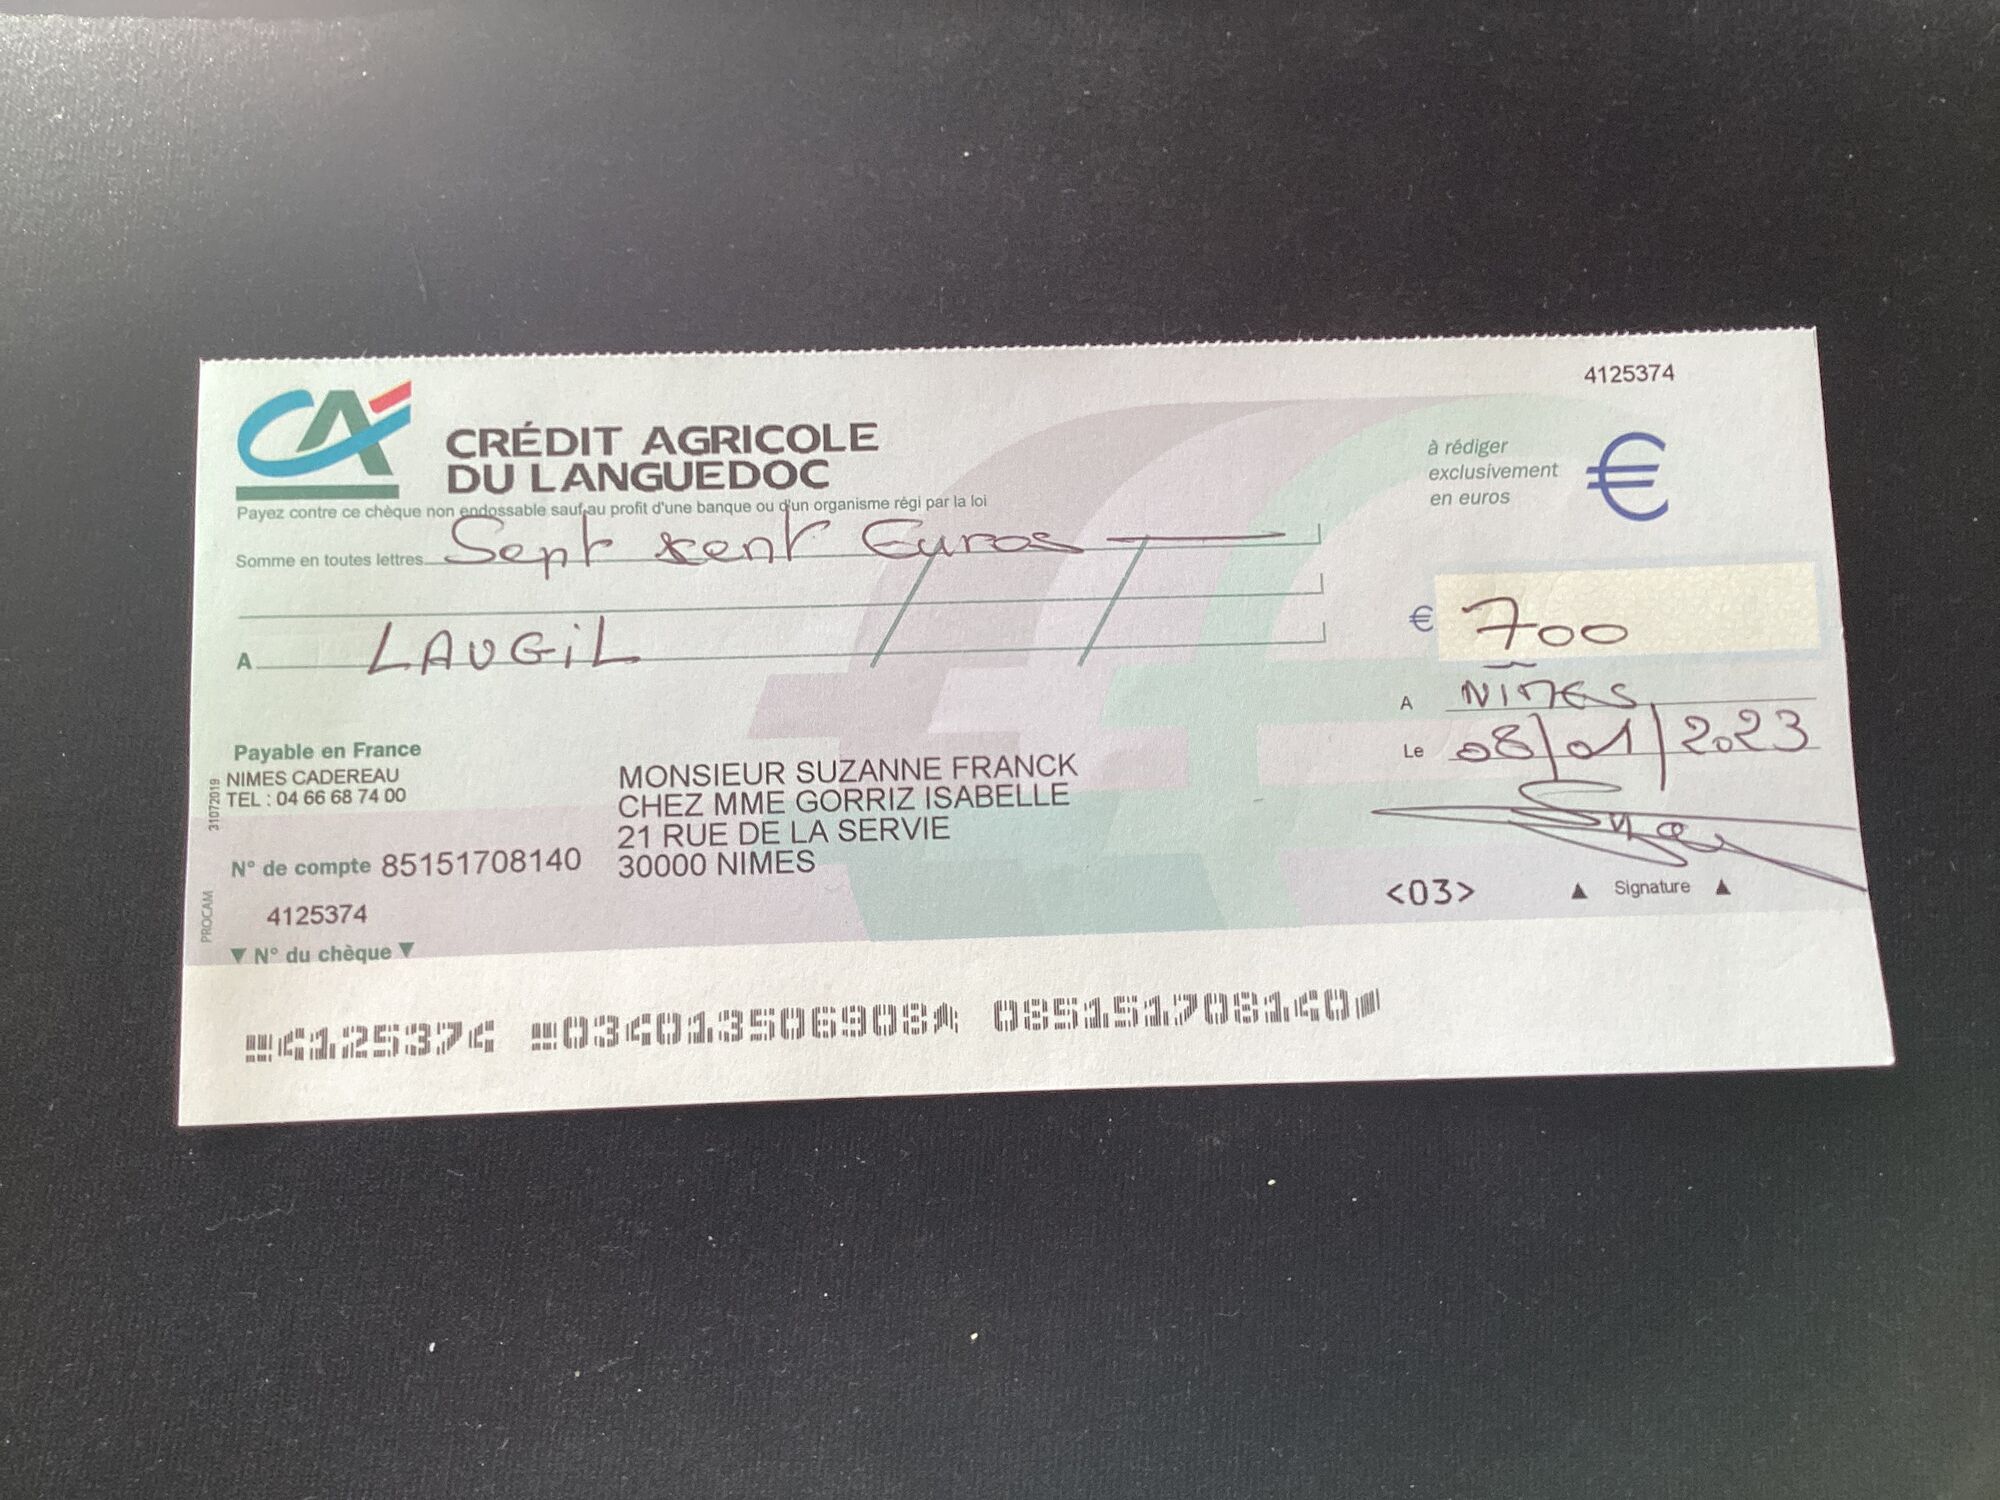 4125374
CA
CRÉDIT AGRICOLE
DU LANGUEDOC
à rédiger
exclusivement
en euros
€
Payez contre ce chèque non endossable sauf au profit d'une banque ou d'un organisme régi par la loi
Somme en toutes lettres Sept cent Euros
€ 700
A LAUGIL
A NIMES
Le 08/01/2023
Payable en France
NIMES CADEREAU
TEL : 04 66 68 74 00
31072019
MONSIEUR SUZANNE FRANCK
CHEZ MME GORRIZ ISABELLE
21 RUE DE LA SERVIE
30000 NIMES
N° de compte 85151708140
<03>
▲ Signature ▲
4125374
PROCAM
▼ N° du chèque ▼
4125374 034013506908 085151708140